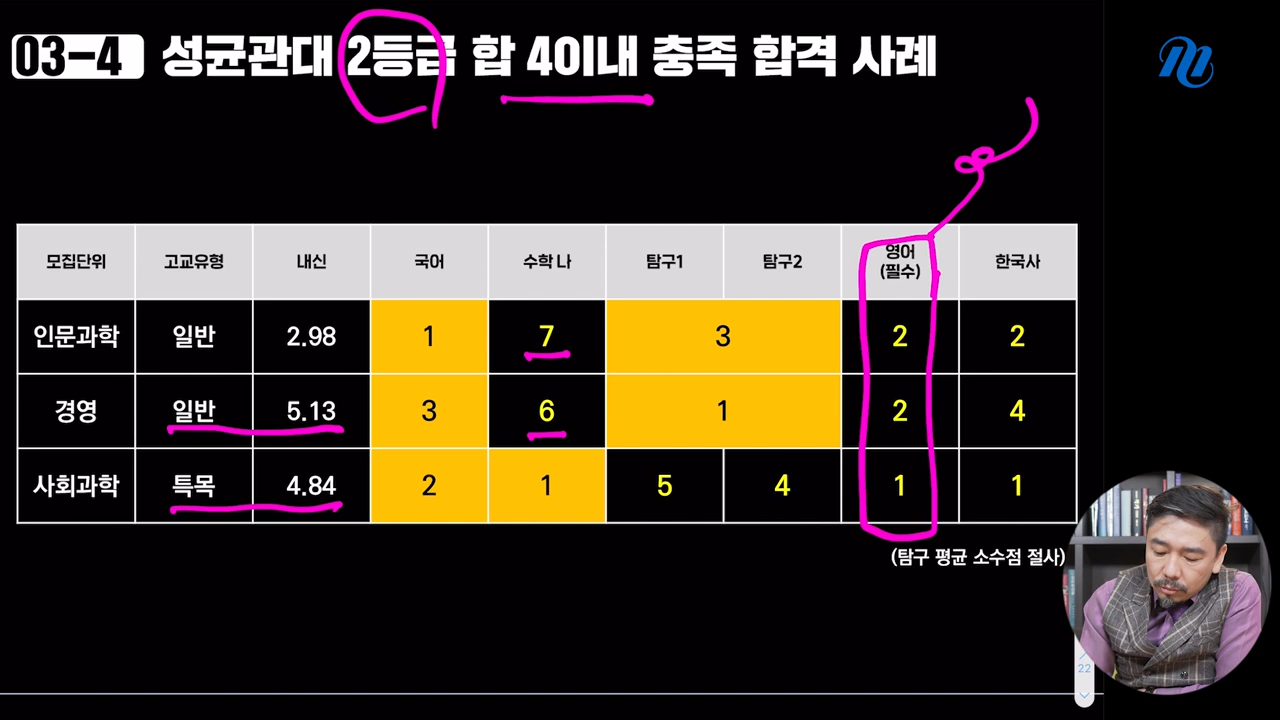 03-4 성균관대 2등급 합 4이내 충족 합격 사례
모집단위 고교유형 내신 국어 수학 나 탐구1 탐구2 영어 (필수) 한국사
인문과학 일반 2.98 1 7 3 2 2
경영 일반 5.13 3 6 1 2 4
사회과학 특목 4.84 2 1 5 4 1 1
(탐구 평균 소수점 절사)
22